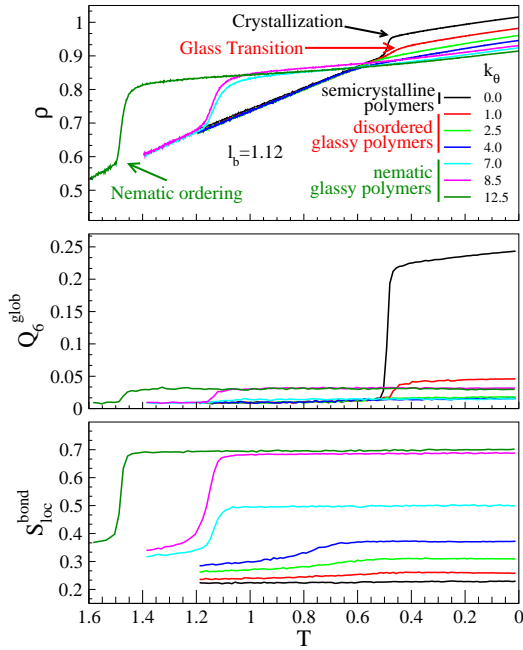 Crystallization
Glass Transition
semicrystalline
polymers
disordered
glassy polymers
nematic
glassy polymers
Nematic ordering
l_b=1.12
k_θ
0.0
1.0
2.5
4.0
7.0
8.5
12.5
ρ
1
0.9
0.8
0.7
0.6
0.5
Q_6^glob
0.25
0.2
0.15
0.1
0.05
0
S_loc^bond
0.7
0.6
0.5
0.4
0.3
0.2
1.6 1.4 1.2 1 0.8 0.6 0.4 0.2 0
T